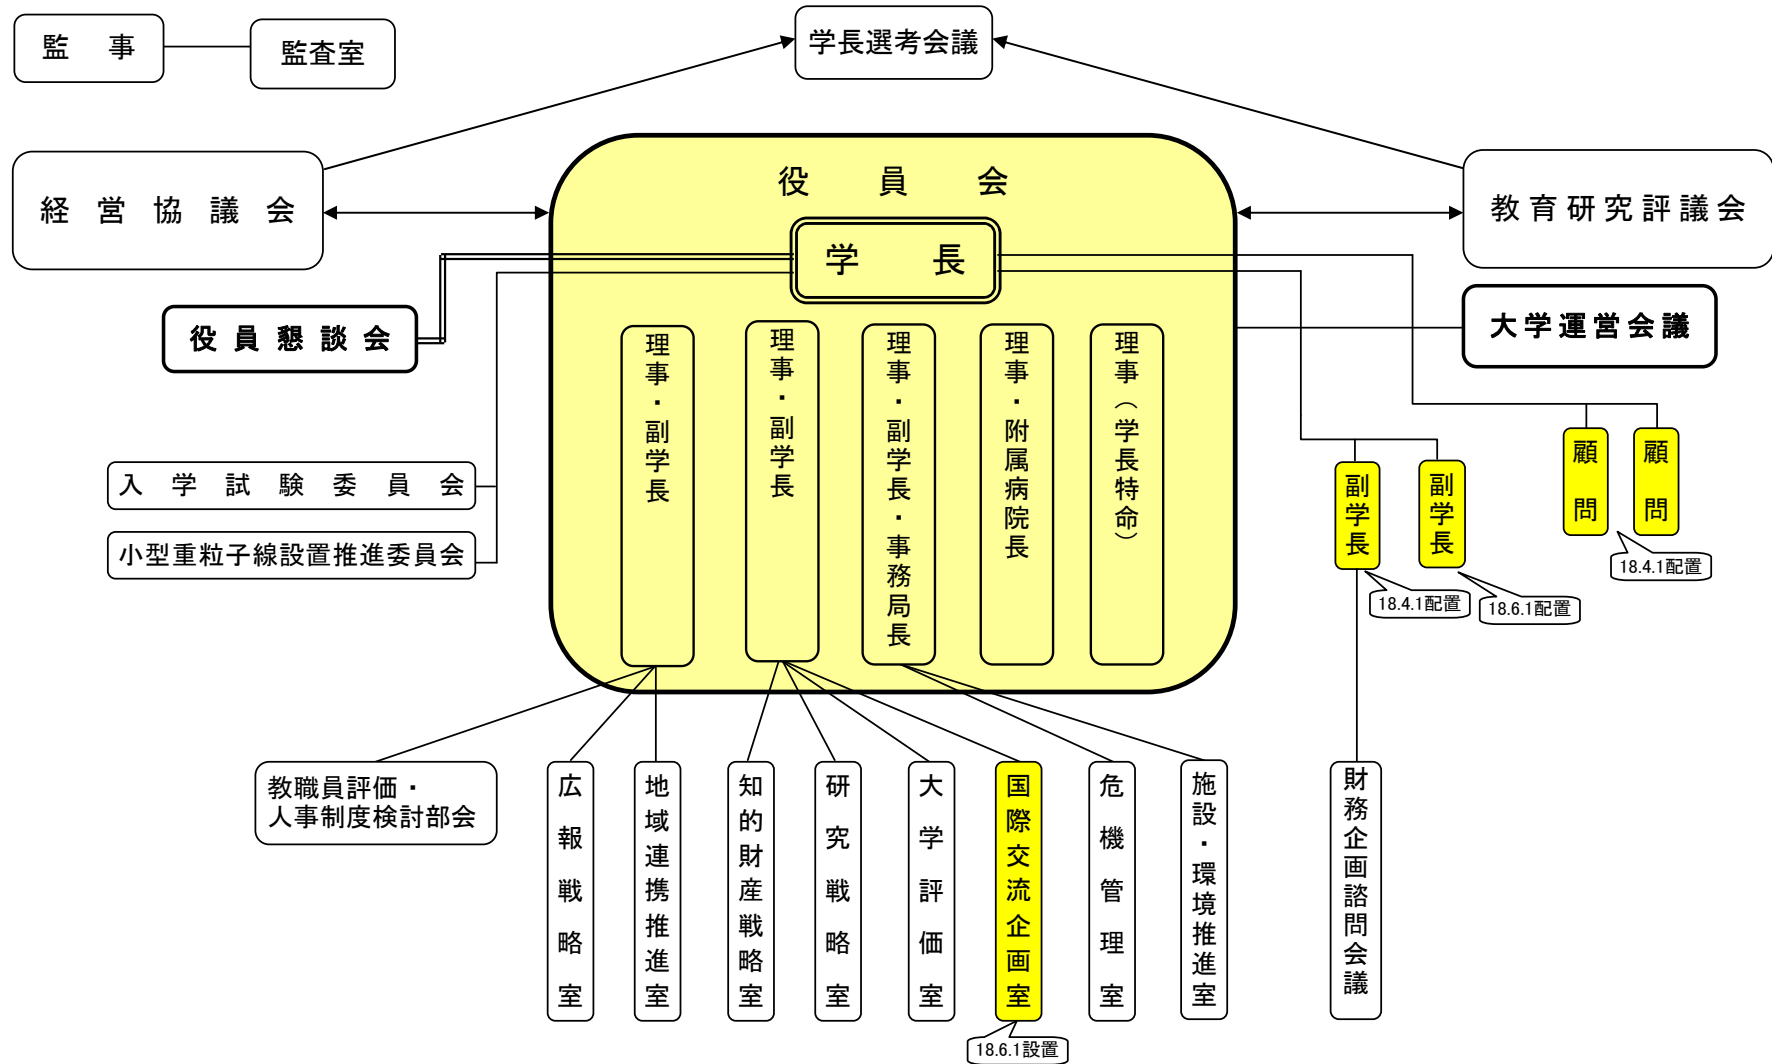 監 事
監査室
学長選考会議
経営協議会
役員会
教育研究評議会
学長
役員懇談会
大学運営会議
理事・副学長
理事・副学長
理事・副学長・事務局長
理事・附属病院長
理事(学長特命)
入学試験委員会
小型重粒子線設置推進委員会
副学長
副学長
顧問
顧問
18.4.1配置
18.6.1配置
18.4.1配置
教職員評価・
人事制度検討部会
広報戦略室
地域連携推進室
知的財産戦略室
研究戦略室
大学評価室
国際交流企画室
危機管理室
施設・環境推進室
財務企画諮問会議
18.6.1設置